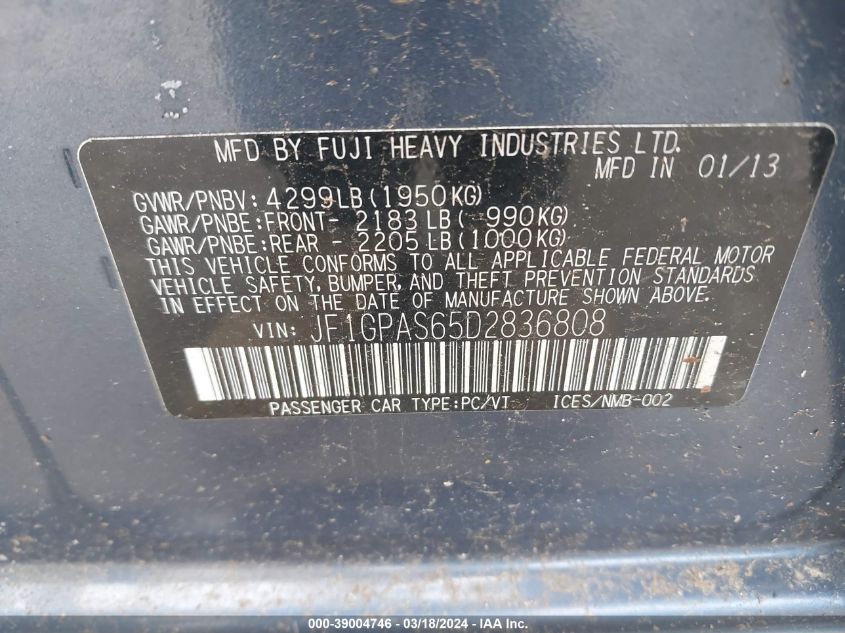 MFD BY FUJI HEAVY INDUSTRIES LTD.
MFD IN 01/13
GVWR/PNBV: 4299LB(1950KG)
GAWR/PNBE:FRONT- 2183 LB( 990KG)
GAWR/PNBE:REAR - 2205 LB(1000KG)
THIS VEHICLE CONFORMS TO ALL APPLICABLE FEDERAL MOTOR
VEHICLE SAFETY, BUMPER, AND THEFT PREVENTION STANDARDS
IN EFFECT ON THE DATE OF MANUFACTURE SHOWN ABOVE.
VIN: JF1GPAS65D2836808
PASSENGER CAR TYPE:PC/VT ICES/NMB-002
000-39004746 - 03/18/2024 - IAA Inc.